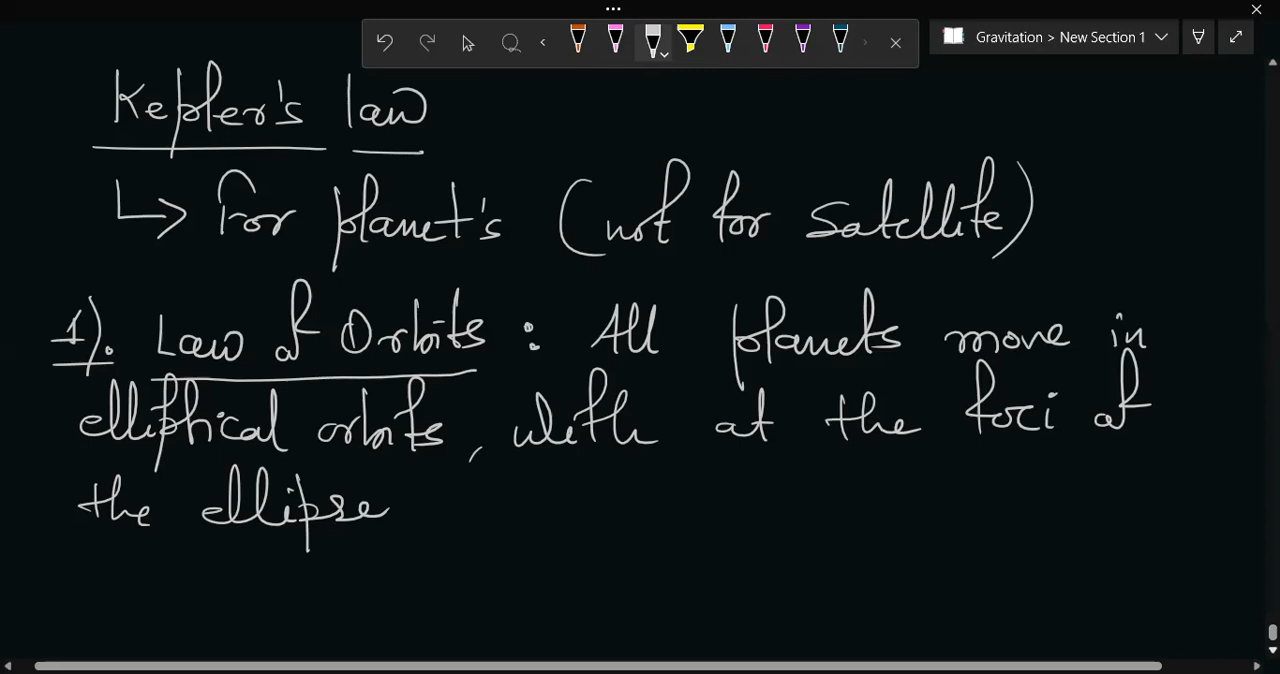 Gravitation > New Section 1
Kepler's law
↳ For planet's (not for satellite)
1). Law of Orbits : All planets move in
elliptical orbits, with at the foci of
the ellipse